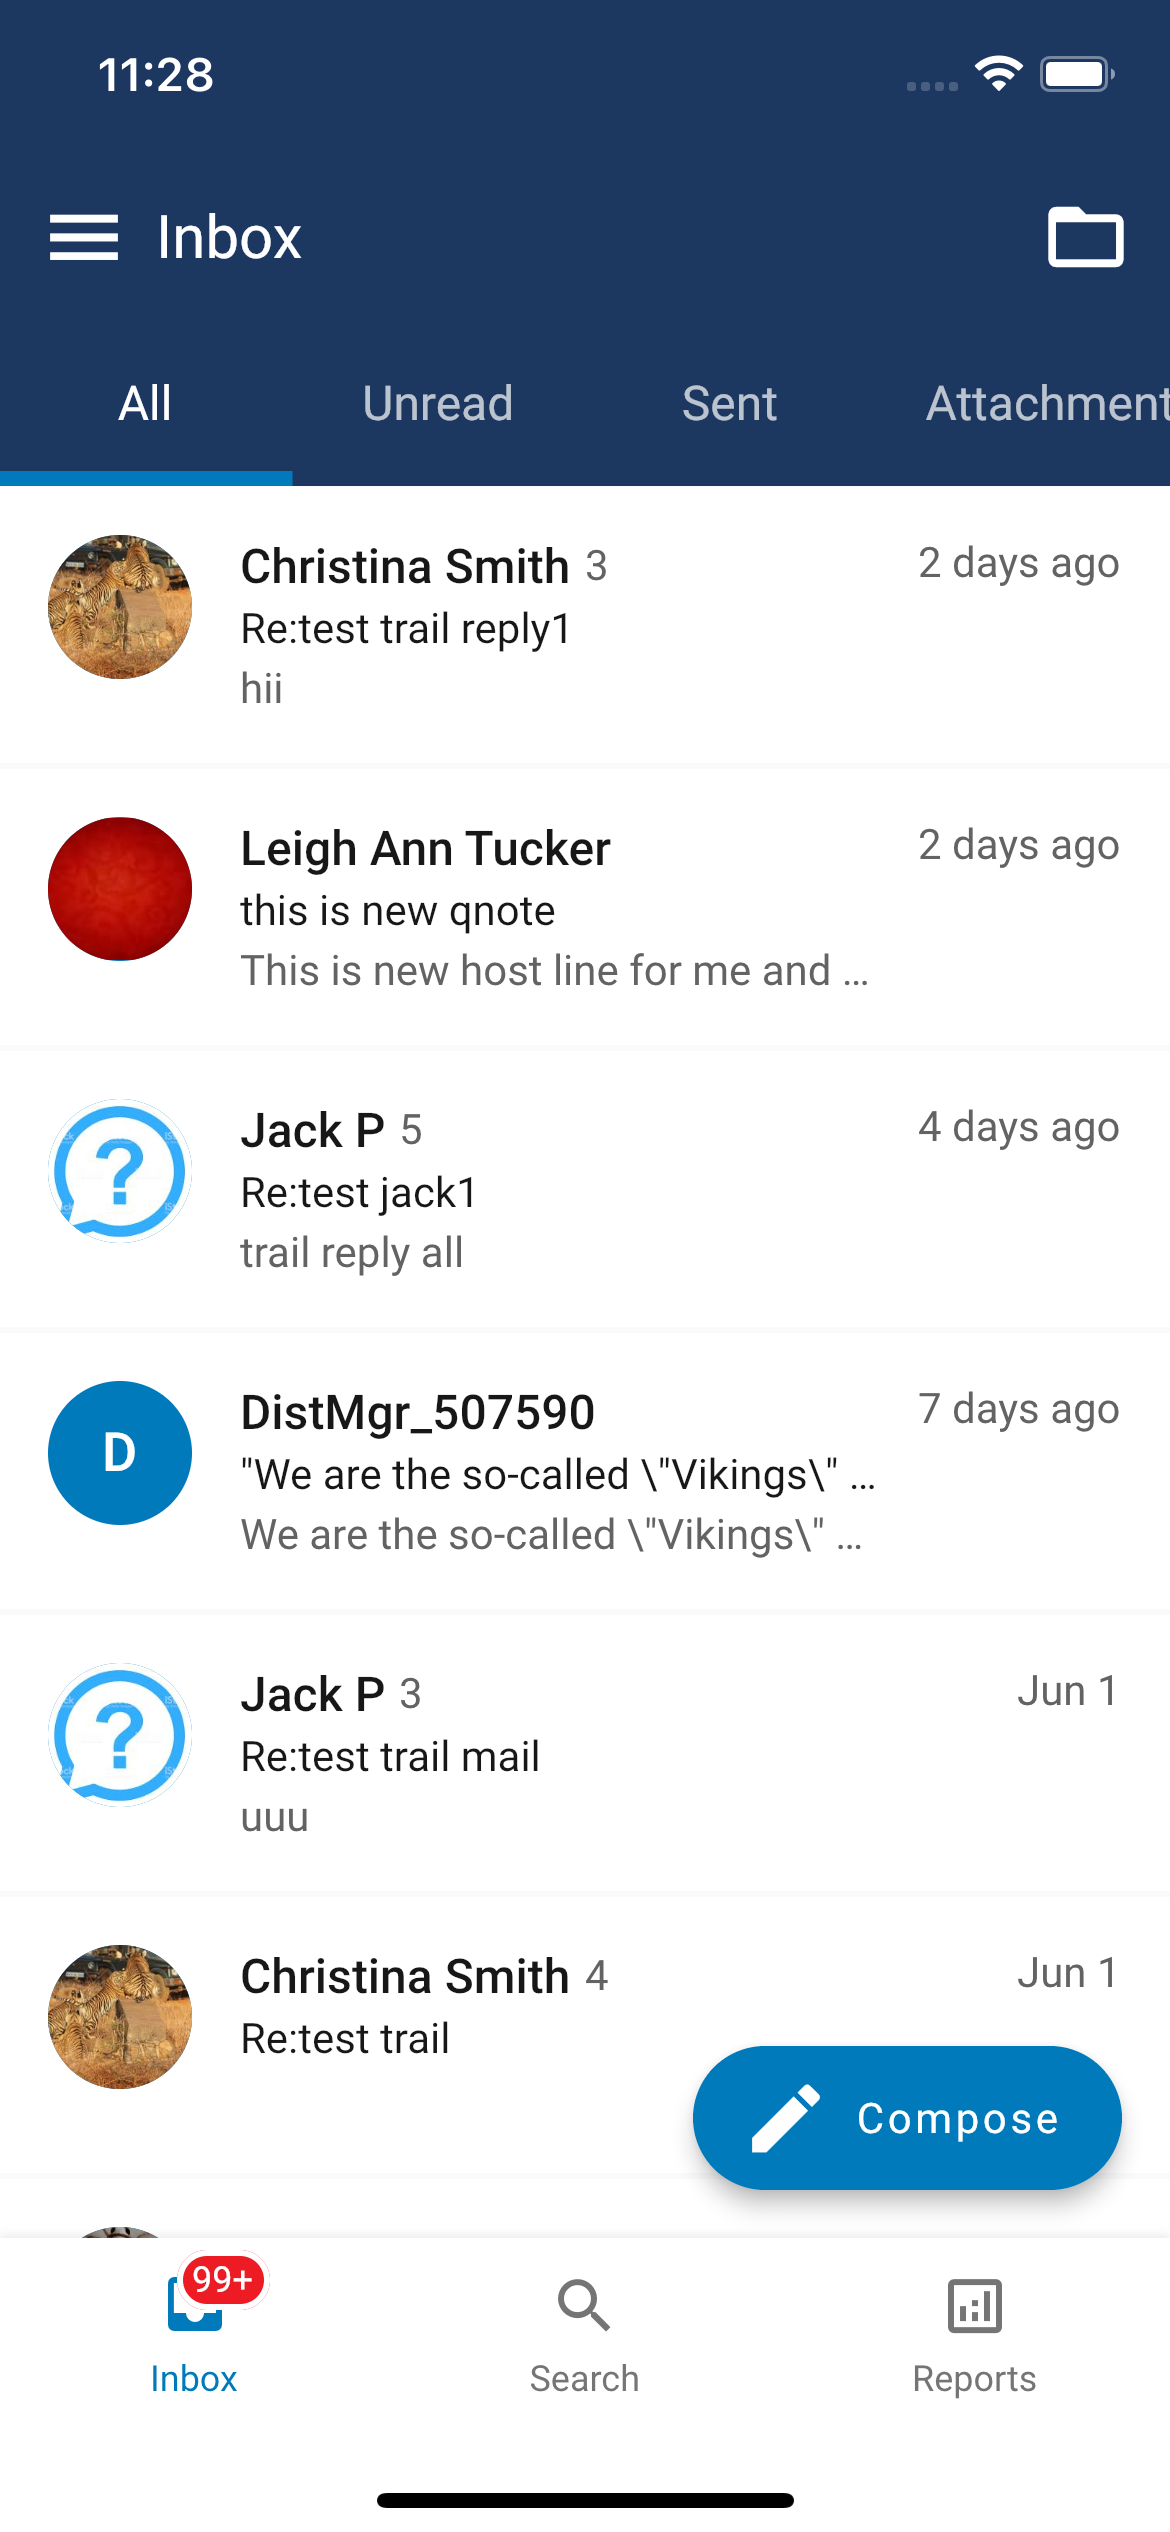 11:28
Inbox
All Unread Sent Attachment
Christina Smith 3 2 days ago
Re:test trail reply1
hii
Leigh Ann Tucker 2 days ago
this is new qnote
This is new host line for me and ...
Jack P 5 4 days ago
Re:test jack1
trail reply all
D
DistMgr_507590 7 days ago
"We are the so-called \"Vikings\" ...
We are the so-called \"Vikings\" ...
Jack P 3 Jun 1
Re:test trail mail
uuu
Christina Smith 4 Jun 1
Re:test trail
Compose
99+
Inbox Search Reports